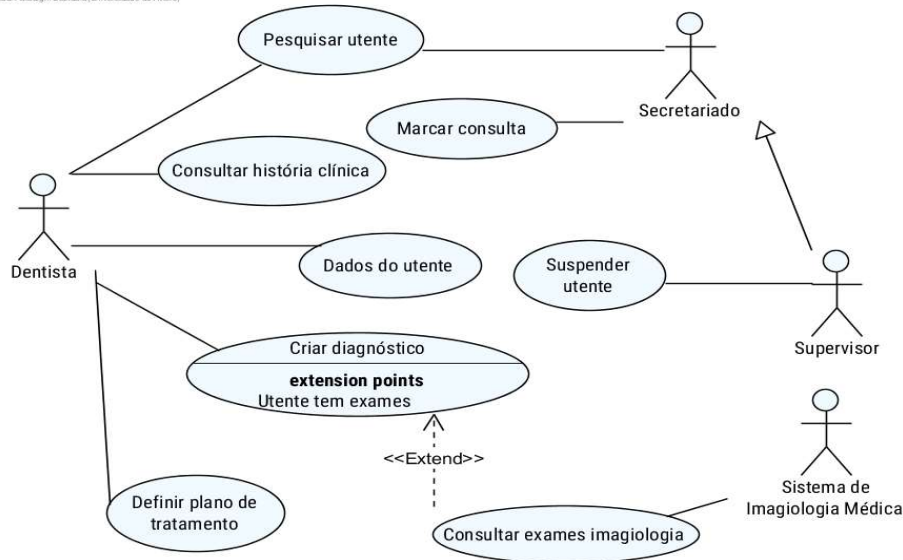 Pesquisar utente
Secretariado
Marcar consulta
Consultar história clínica
Dentista
Dados do utente
Suspender
utente
Supervisor
Criar diagnóstico
extension points
Utente tem exames
<<Extend>>
Definir plano de
tratamento
Consultar exames imagiologia
Sistema de
Imagiologia Médica